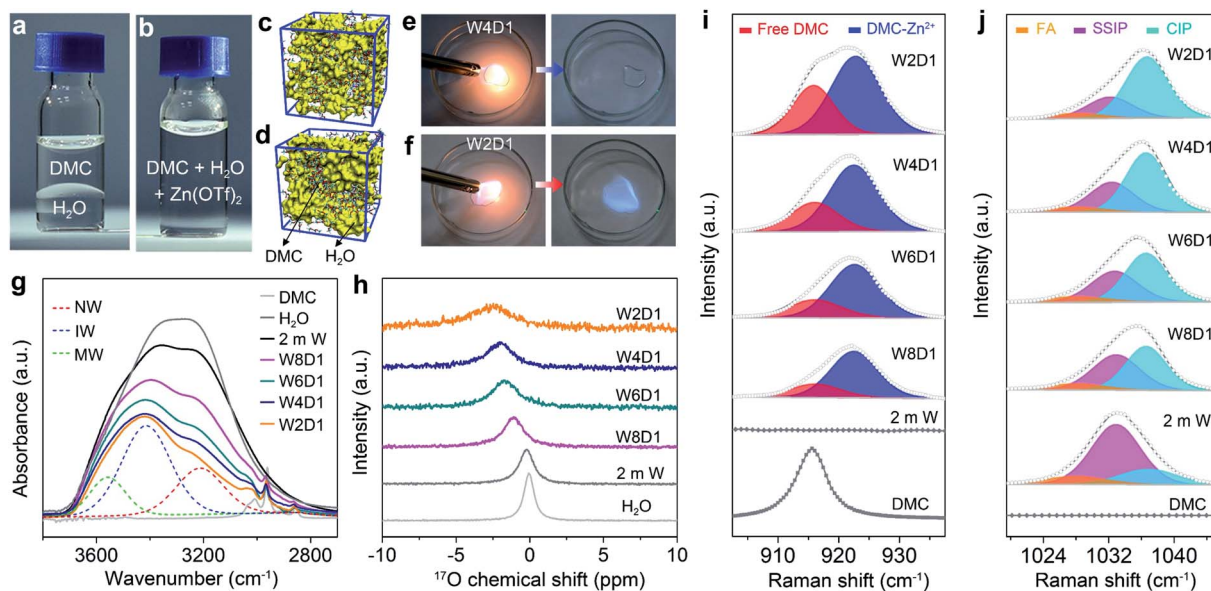 a
b
c
d
e
f
DMC
H₂O
DMC + H₂O
+ Zn(OTf)₂
DMC
H₂O
W4D1
W2D1
g
NW
IW
MW
DMC
H₂O
2 m W
W8D1
W6D1
W4D1
W2D1
Absorbance (a.u.)
3600
3200
2800
Wavenumber (cm⁻¹)
h
W2D1
W4D1
W6D1
W8D1
2 m W
H₂O
Intensity (a.u.)
-10
-5
0
5
10
¹⁷O chemical shift (ppm)
i
Free DMC
DMC-Zn²⁺
W2D1
W4D1
W6D1
W8D1
2 m W
DMC
Intensity (a.u.)
910
920
930
Raman shift (cm⁻¹)
j
FA
SSIP
CIP
W2D1
W4D1
W6D1
W8D1
2 m W
DMC
Intensity (a.u.)
1024
1032
1040
Raman shift (cm⁻¹)